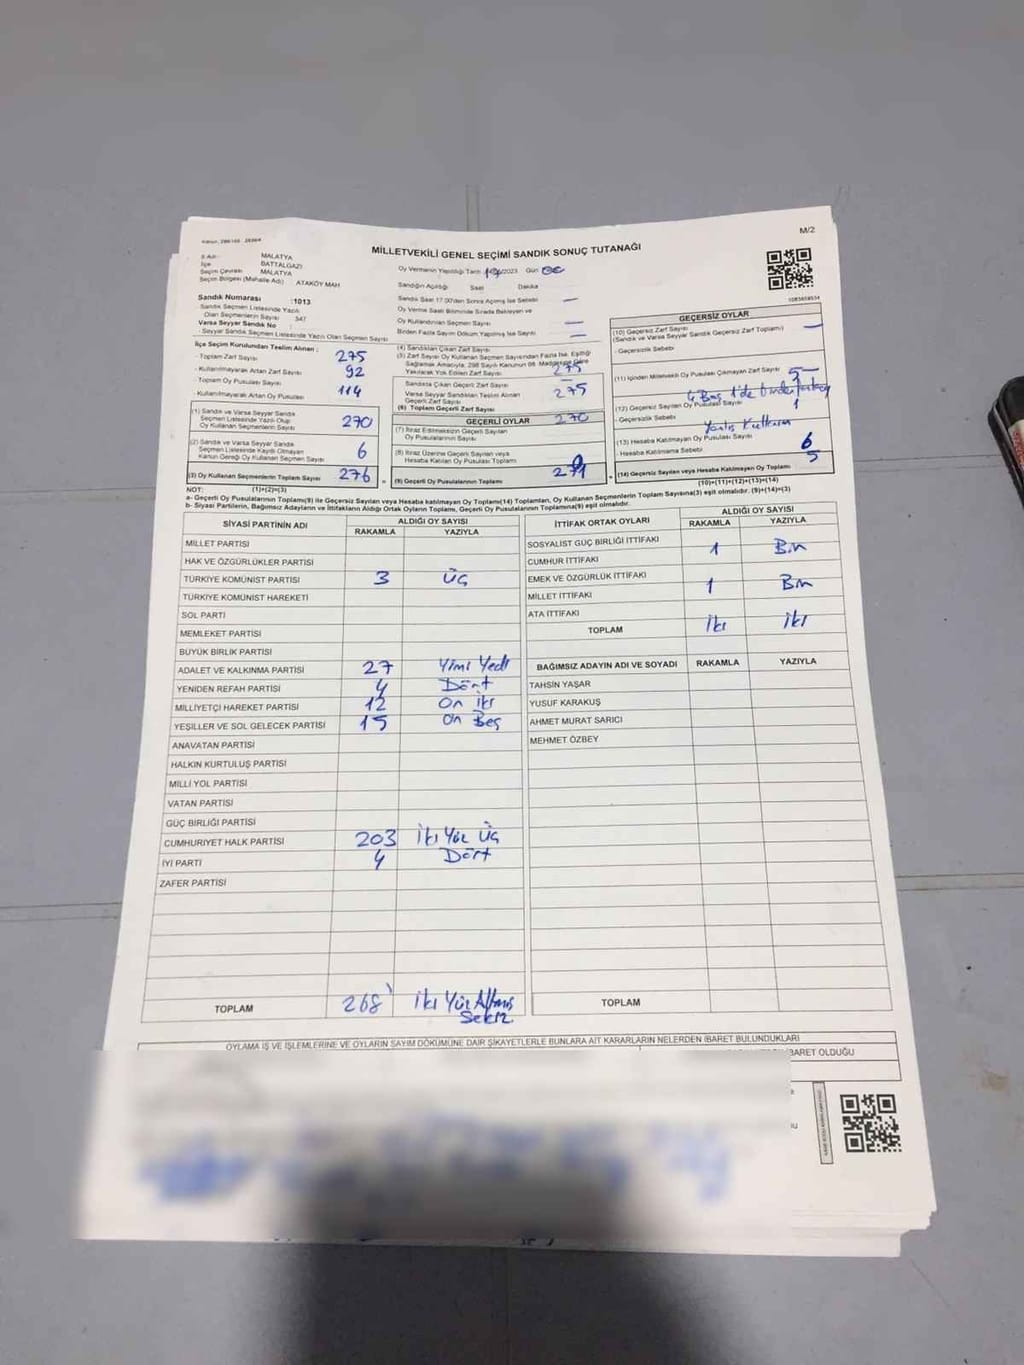 M/2
MİLLETVEKİLİ GENEL SEÇİMİ SANDIK SONUÇ TUTANAĞI
İl Adı : MALATYA
İlçe : BATTALGAZİ
Seçim Çevresi MALATYA
Seçim Bölgesi (Mahalle Adı) ATAKÖY MAH
Sandık Numarası :1013
Sandık Seçmen Listesinde Yazılı
Olan Seçmenlerin Sayısı 347
Varsa Seyyar Sandık No :
Seyyar Sandık Seçmen Listesinde Yazılı Olan Seçmen Sayısı
Oy Vermenin Yapıldığı Tarih 2023 Gün
Sandığın Açıldığı Saat Dakika
Sandık Saat 17:00'den Sonra Açılmış İse Sebebi —
Oy Verme Saati Bitiminde Sırada Bekleyen ve
Oy Kullandırılan Seçmen Sayısı —
Birden Fazla Sayım Döküm Yapılmış İse Sayısı —
İlçe Seçim Kurulundan Teslim Alınan :
- Toplam Zarf Sayısı 275
- Kullanılmayarak Artan Zarf Sayısı 92
- Toplam Oy Pusulası Sayısı
- Kullanılmayarak Artan Oy Pusulası 114
(1) Sandık ve Varsa Seyyar Sandık
Seçmen Listesinde Yazılı Olup
Oy Kullanan Seçmenlerin Sayısı 270
(2) Sandık ve Varsa Seyyar Sandık
Seçmen Listesinde Kayıtlı Olmayan
Kanun Gereği Oy Kullanan Seçmen Sayısı 6
(3) Oy Kullanan Seçmenlerin Toplam Sayısı 276
(1)+(2)=(3)
(4) Sandıktan Çıkan Zarf Sayısı
(5) Zarf Sayısı Oy Kullanan Seçmen Sayısından Fazla İse, Eşitliği
Sağlamak Amacıyla, 298 Sayılı Kanunun 98. Maddesine Göre
Yakılarak Yok Edilen Zarf Sayısı 275
Sandıkta Çıkan Geçerli Zarf Sayısı —
Varsa Seyyar Sandıktan Teslim Alınan
Geçerli Zarf Sayısı 275
(6) Toplam Geçerli Zarf Sayısı
GEÇERLİ OYLAR 270
(7) İtiraz Edilmeksizin Geçerli Sayılan
Oy Pusulalarının Sayısı
(8) İtiraz Üzerine Geçerli Sayılan veya
Hesaba Katılan Oy Pusulası Toplamı
(9) Geçerli Oy Pusulalarının Toplamı
GEÇERSİZ OYLAR
(10) Geçersiz Zarf Sayısı
(Sandık ve Varsa Seyyar Sandık Geçersiz Zarf Toplamı) —
- Geçersizlik Sebebi
(11) İçinden Milletvekili Oy Pusulası Çıkmayan Zarf Sayısı 5
(12) Geçersiz Sayılan Oy Pusulası Sayısı 1
- Geçersizlik Sebebi
(13) Hesaba Katılmayan Oy Pusulası Sayısı 6
- Hesaba Katılmama Sebebi 5
(14) Geçersiz Sayılan veya Hesaba Katılmayan Oy Toplamı
(10)+(11)+(12)+(13)=(14)
NOT:
a- Geçerli Oy Pusulalarının Toplamı(9) ile Geçersiz Sayılan veya Hesaba katılmayan Oy Toplamı(14) Toplamları, Oy Kullanan Seçmenlerin Toplam Sayısına(3) eşit olmalıdır. (9)+(14)=(3)
b- Siyasi Partilerin, Bağımsız Adayların ve İttifakların Aldığı Oy Ortak Oyların Toplamı, Geçerli Oy Pusulalarının Toplamına(9) eşit olmalıdır.
SİYASİ PARTİNİN ADI ALDIĞI OY SAYISI
RAKAMLA YAZIYLA
MİLLET PARTİSİ
HAK VE ÖZGÜRLÜKLER PARTİSİ
TÜRKİYE KOMÜNİST PARTİSİ 3 Üç
TÜRKİYE KOMÜNİST HAREKETİ
SOL PARTİ
MEMLEKET PARTİSİ
BÜYÜK BİRLİK PARTİSİ
ADALET VE KALKINMA PARTİSİ 27 Yimi Yedi
YENİDEN REFAH PARTİSİ 4 Dört
MİLLİYETÇİ HAREKET PARTİSİ 12 On iki
YEŞİLLER VE SOL GELECEK PARTİSİ 15 On Beş
ANAVATAN PARTİSİ
HALKIN KURTULUŞ PARTİSİ
MİLLİ YOL PARTİSİ
VATAN PARTİSİ
GÜÇ BİRLİĞİ PARTİSİ
CUMHURİYET HALK PARTİSİ 203 İki Yüz Üç
İYİ PARTİ 4 Dört
ZAFER PARTİSİ
TOPLAM 268 İki Yüz Altmış
Sekiz
İTTİFAK ORTAK OYLARI ALDIĞI OY SAYISI
RAKAMLA YAZIYLA
SOSYALİST GÜÇ BİRLİĞİ İTTİFAKI
CUMHUR İTTİFAKI 1 Bir
EMEK VE ÖZGÜRLÜK İTTİFAKI
MİLLET İTTİFAKI 1 Bir
ATA İTTİFAKI
TOPLAM iki iki
BAĞIMSIZ ADAYIN ADI VE SOYADI RAKAMLA YAZIYLA
TAHSİN YAŞAR
YUSUF KARAKUŞ
AHMET MURAT SARICI
MEHMET ÖZBEY
TOPLAM
OYLAMA İŞ VE İŞLEMLERİNE VE OYLARIN SAYIM DÖKÜMÜNE DAİR ŞİKAYETLERLE BUNLARA AİT KARARLARIN NELERDEN İBARET BULUNDUKLARI
BARET OLDUĞU